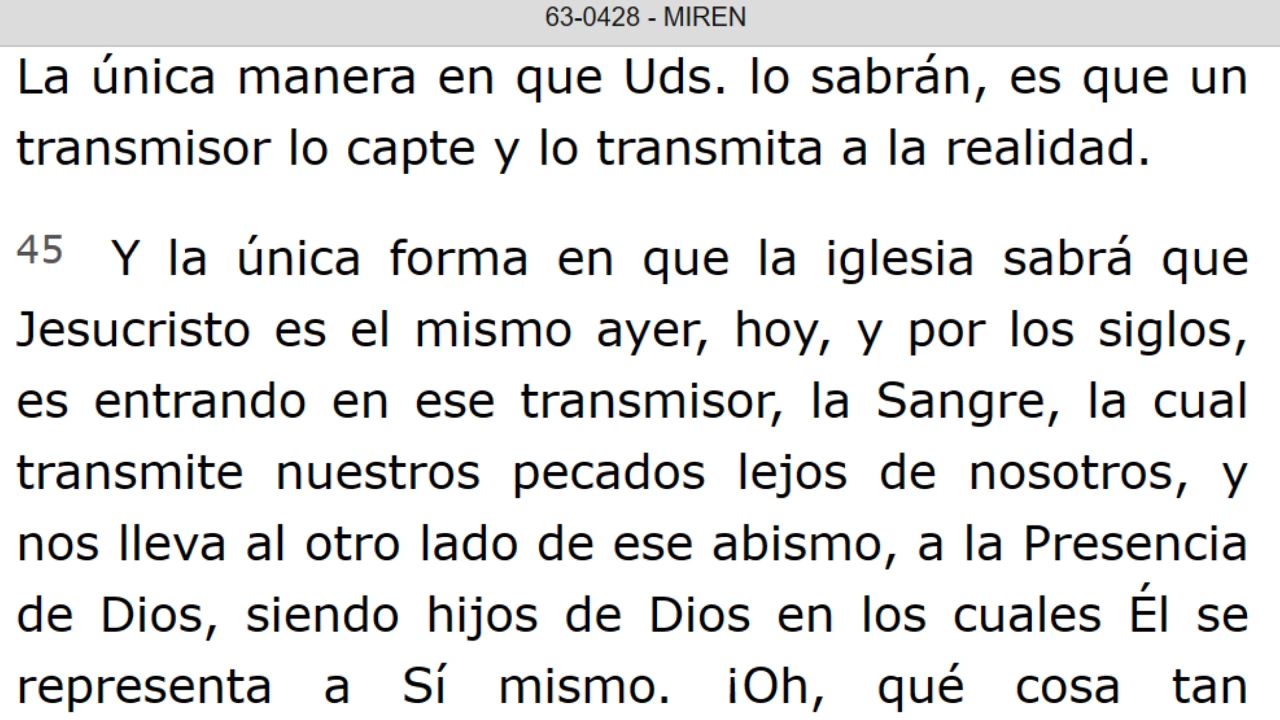 63-0428 - MIREN
La única manera en que Uds. lo sabrán, es que un
transmisor lo capte y lo transmita a la realidad.
45 Y la única forma en que la iglesia sabrá que
Jesucristo es el mismo ayer, hoy, y por los siglos,
es entrando en ese transmisor, la Sangre, la cual
transmite nuestros pecados lejos de nosotros, y
nos lleva al otro lado de ese abismo, a la Presencia
de Dios, siendo hijos de Dios en los cuales Él se
representa a Sí mismo. ¡Oh, qué cosa tan